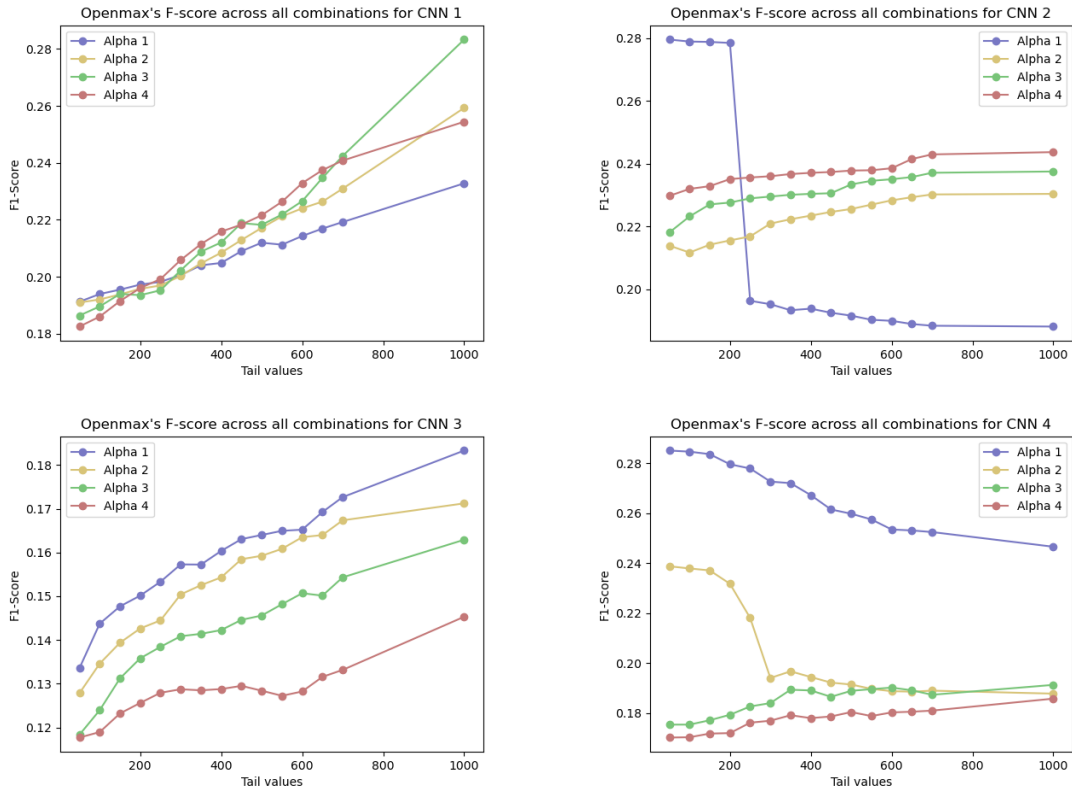 Openmax's F-score across all combinations for CNN 1
Alpha 1
Alpha 2
Alpha 3
Alpha 4
0.28
0.26
0.24
0.22
0.20
0.18
F1-Score
200 400 600 800 1000
Tail values
Openmax's F-score across all combinations for CNN 2
Alpha 1
Alpha 2
Alpha 3
Alpha 4
0.28
0.26
0.24
0.22
0.20
F1-Score
200 400 600 800 1000
Tail values
Openmax's F-score across all combinations for CNN 3
Alpha 1
Alpha 2
Alpha 3
Alpha 4
0.18
0.17
0.16
0.15
0.14
0.13
0.12
F1-Score
200 400 600 800 1000
Tail values
Openmax's F-score across all combinations for CNN 4
Alpha 1
Alpha 2
Alpha 3
Alpha 4
0.28
0.26
0.24
0.22
0.20
0.18
F1-Score
200 400 600 800 1000
Tail values